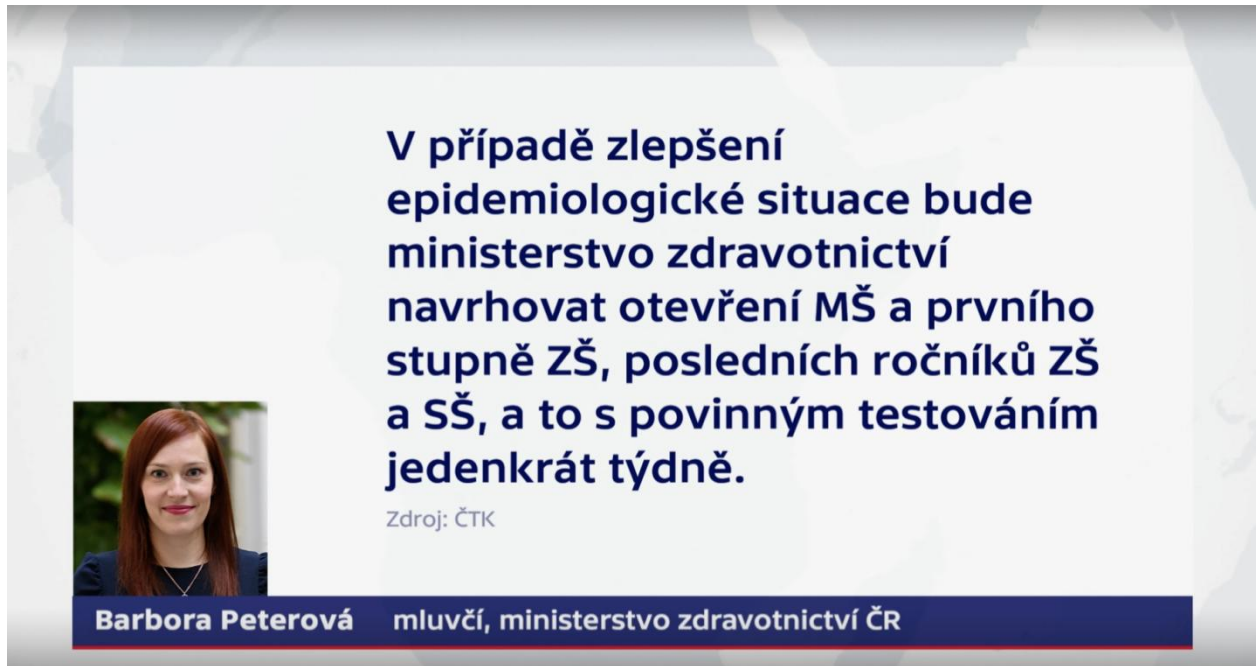 V případě zlepšení
epidemiologické situace bude
ministerstvo zdravotnictví
navrhovat otevření MŠ a prvního
stupně ZŠ, posledních ročníků ZŠ
a SŠ, a to s povinným testováním
jedenkrát týdně.
Zdroj: ČTK
Barbora Peterová mluvčí, ministerstvo zdravotnictví ČR